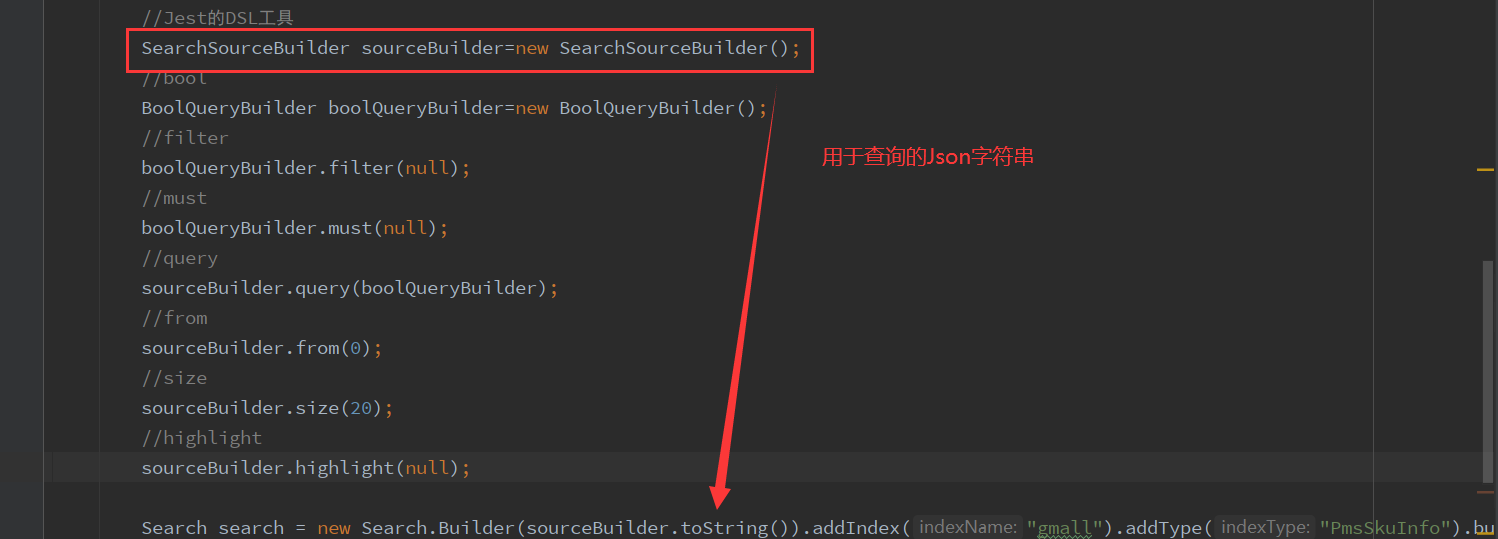 //Jest的DSL工具
SearchSourceBuilder sourceBuilder=new SearchSourceBuilder();
//bool
BoolQueryBuilder boolQueryBuilder=new BoolQueryBuilder();
//filter
用于查询的Json字符串
boolQueryBuilder.filter(null);
//must
boolQueryBuilder.must(null);
//query
sourceBuilder.query(boolQueryBuilder);
//from
sourceBuilder.from(0);
//size
sourceBuilder.size(20);
//highlight
sourceBuilder.highlight(null);
Search search = new Search.Builder(sourceBuilder.toString()).addIndex( indexName: "gmall").addType( indexType: "PmsSkuInfo").bu